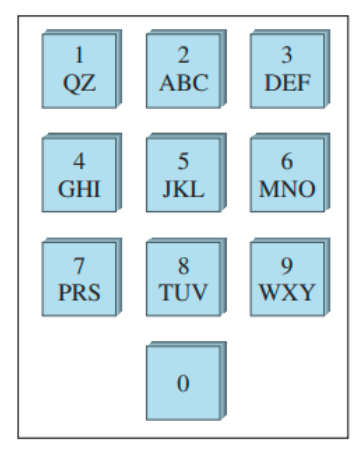 1 2 3
QZ ABC DEF
4 5 6
GHI JKL MNO
7 8 9
PRS TUV WXY
0